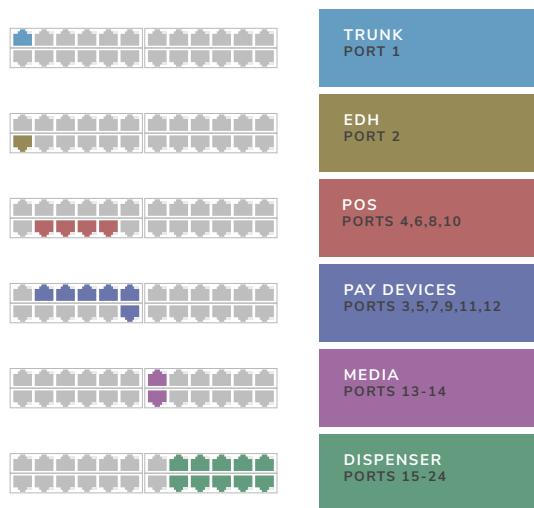 TRUNK
PORT 1
EDH
PORT 2
POS
PORTS 4,6,8,10
PAY DEVICES
PORTS 3,5,7,9,11,12
MEDIA
PORTS 13-14
DISPENSER
PORTS 15-24